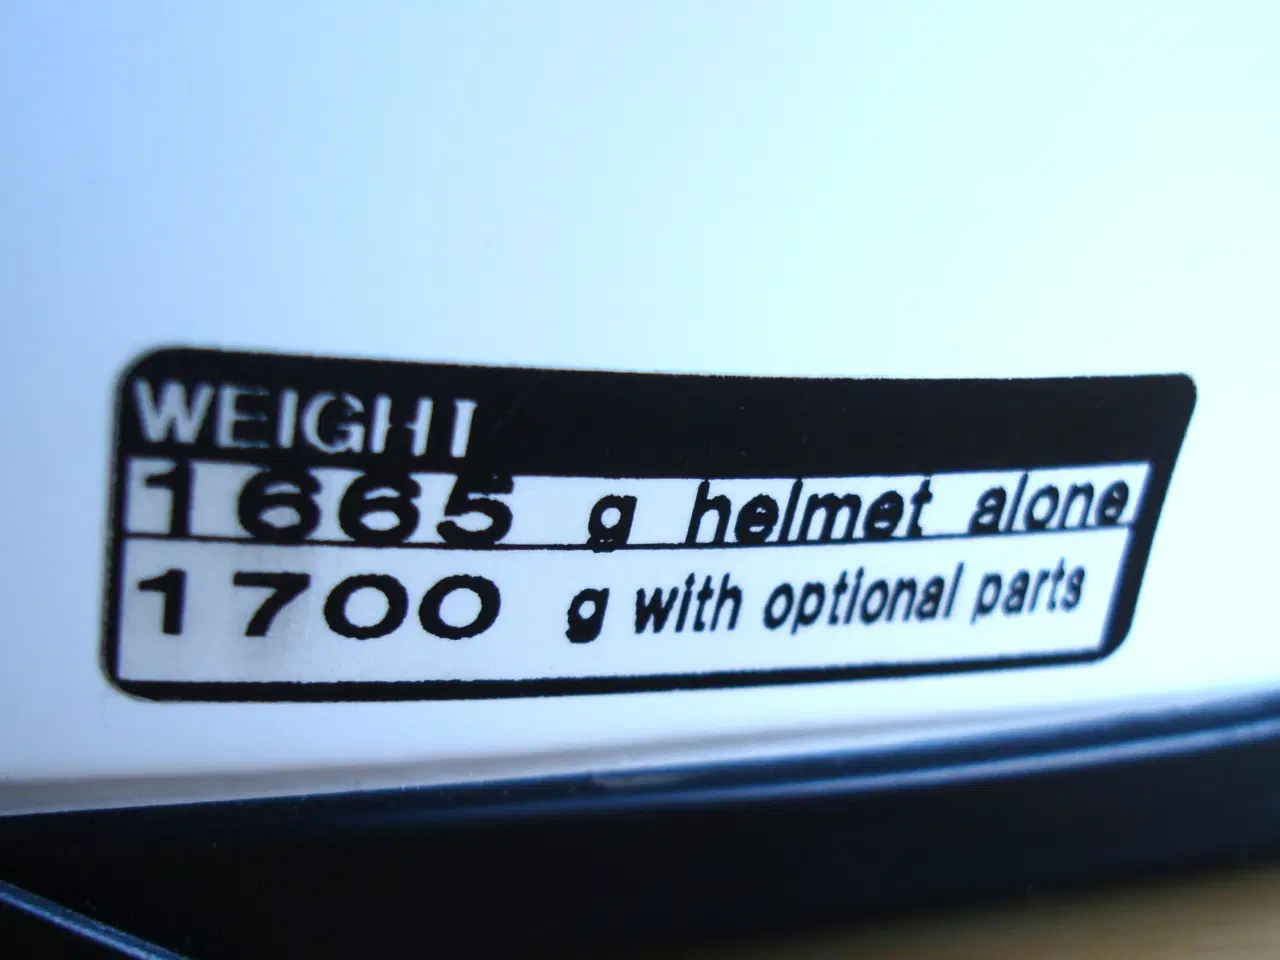 WEIGHT
1665 g helmet alone
1700 g with optional parts